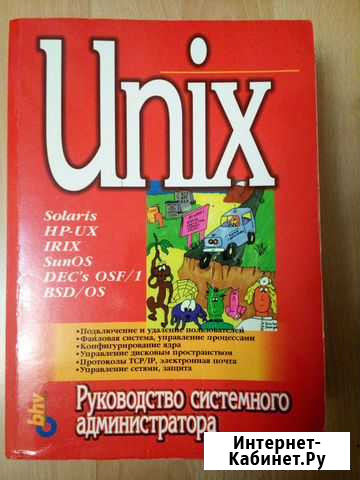 Unix
Solaris
HP-UX
IRIX
SunOS
DEC's OSF/1
BSD/OS
•Подключение и удаление пользователей
•Файловая система, управление процессами
•Конфигурирование ядра
•Управление дисковым пространством
•Протоколы TCP/IP, электронная почта
•Управление сетями, защита
bhv
Руководство системного
администратора
Интернет-
Кабинет.Ру